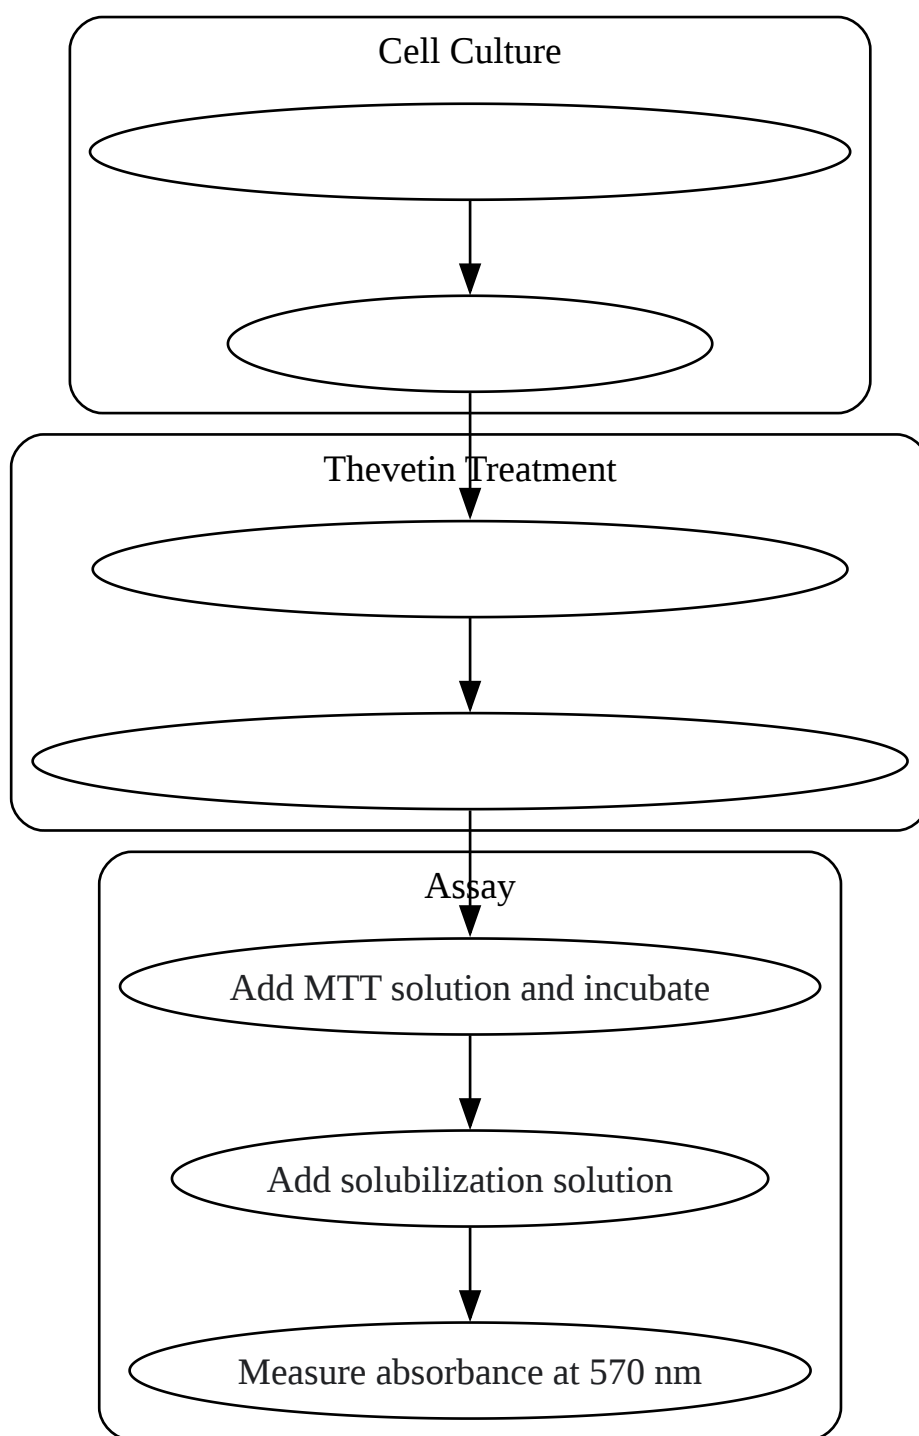 Cell Culture
Thevetin Treatment
Assay
Add MTT solution and incubate
Add solubilization solution
Measure absorbance at 570 nm